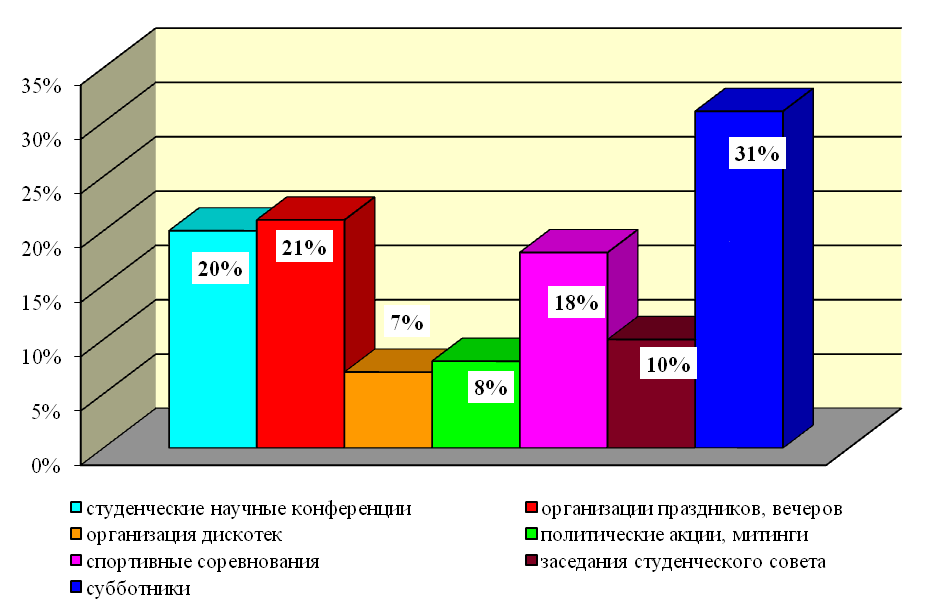 35%
30%
25%
20%
15%
10%
5%
0%
20%
21%
7%
8%
18%
10%
31%
студенческие научные конференции
организации праздников, вечеров
организация дискотек
политические акции, митинги
спортивные соревнования
заседания студенческого совета
субботники